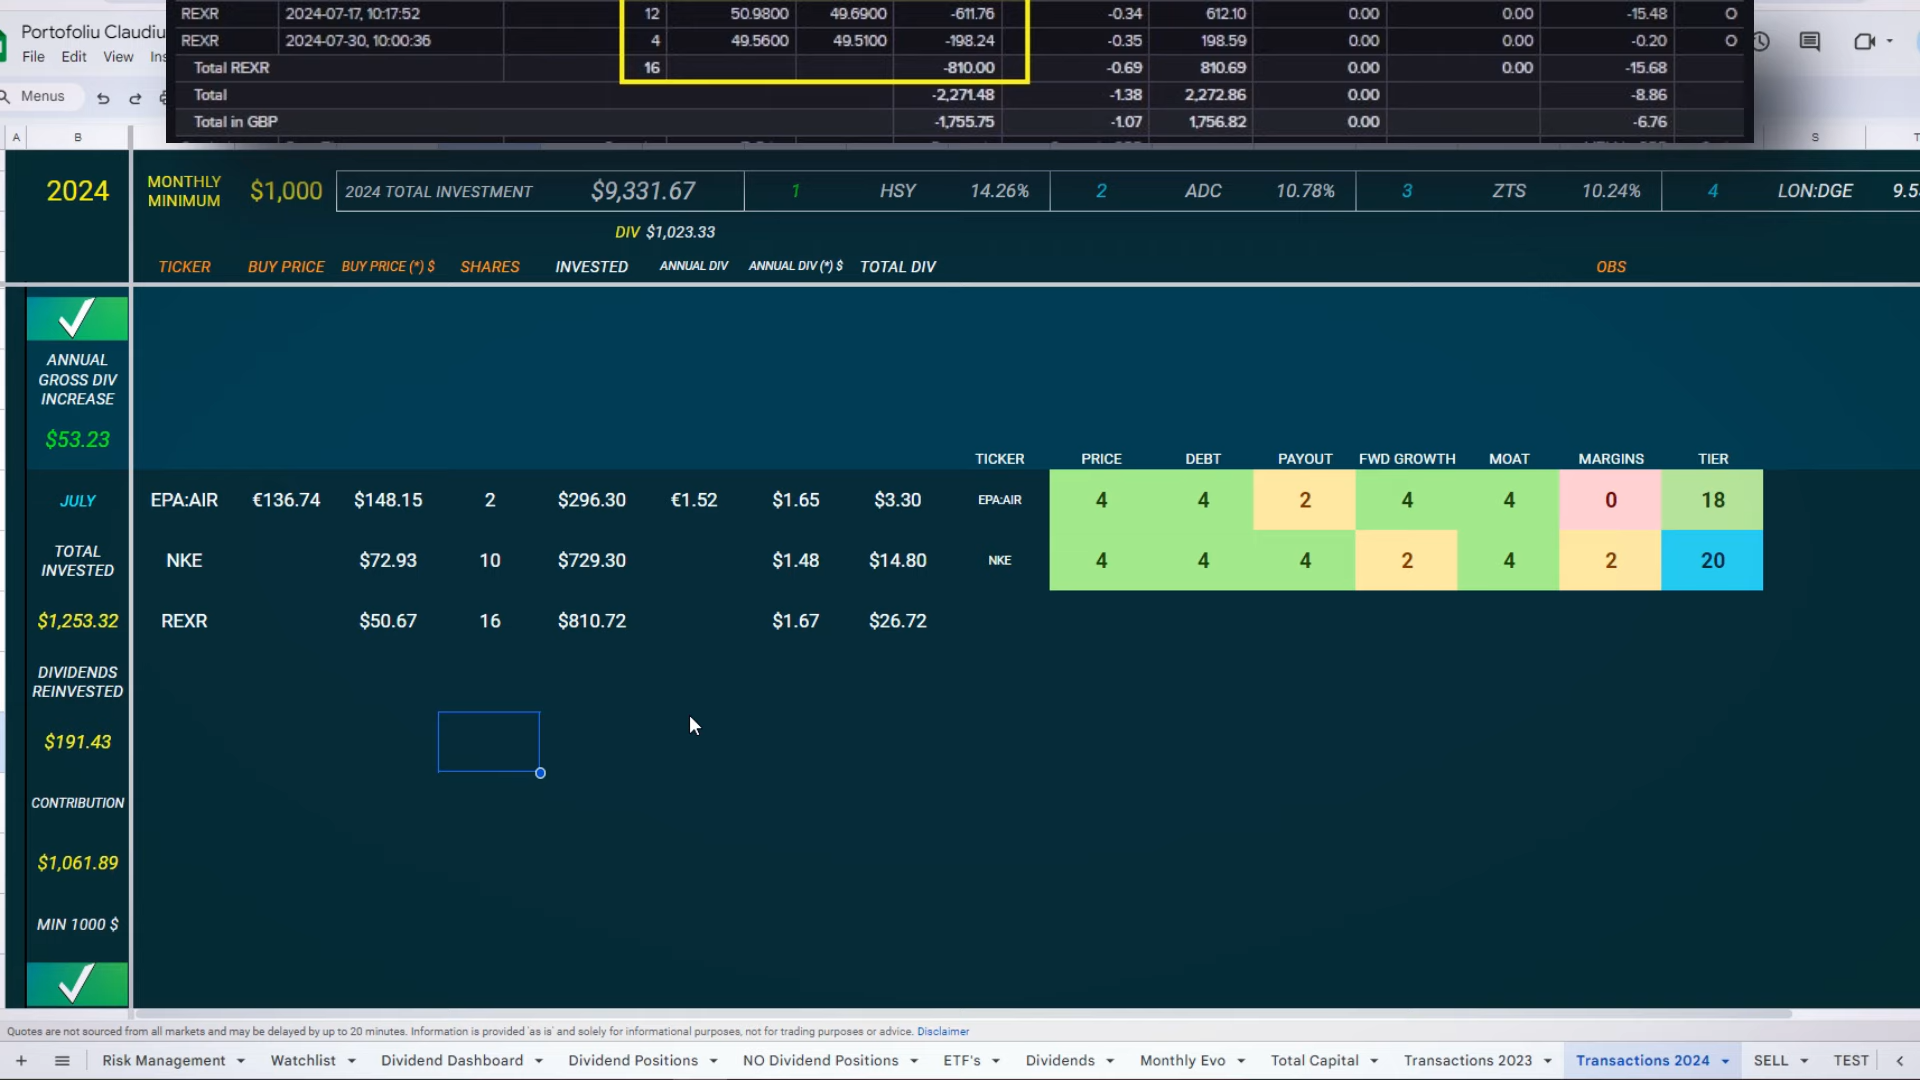 REXR 2024-07-17, 10:17:52 12 50.9800 49.6900 -611.76 -0.34 612.10 0.00 0.00 -15.48 O
Portofoliu Claudiu
REXR 2024-07-30, 10:00:36 4 49.5600 49.5100 -198.24 -0.35 198.59 0.00 0.00 -0.20 O
File Edit View Ins
Total REXR 16 -810.00 -0.69 810.69 0.00 0.00 -15.68
Menus
Total -2,271.48 -1.38 2,272.86 0.00 -8.86
Total in GBP -1,755.75 -1.07 1,756.82 0.00 -6.76
A B S T
2024 MONTHLY MINIMUM $1,000 2024 TOTAL INVESTMENT $9,331.67 1 HSY 14.26% 2 ADC 10.78% 3 ZTS 10.24% 4 LON:DGE 9.5
DIV $1,023.33
TICKER BUY PRICE BUY PRICE (*) $ SHARES INVESTED ANNUAL DIV ANNUAL DIV (*) $ TOTAL DIV OBS
ANNUAL
GROSS DIV
INCREASE
$53.23
TICKER PRICE DEBT PAYOUT FWD GROWTH MOAT MARGINS TIER
JULY EPA:AIR €136.74 $148.15 2 $296.30 €1.52 $1.65 $3.30 EPA:AIR 4 4 2 4 4 0 18
TOTAL
INVESTED
NKE $72.93 10 $729.30 $1.48 $14.80 NKE 4 4 4 2 4 2 20
$1,253.32 REXR $50.67 16 $810.72 $1.67 $26.72
DIVIDENDS
REINVESTED
$191.43
CONTRIBUTION
$1,061.89
MIN 1000 $
Quotes are not sourced from all markets and may be delayed by up to 20 minutes. Information is provided 'as is' and solely for informational purposes, not for trading purposes or advice. Disclaimer
Risk Management Watchlist Dividend Dashboard Dividend Positions NO Dividend Positions ETF's Dividends Monthly Evo Total Capital Transactions 2023 Transactions 2024 SELL TEST